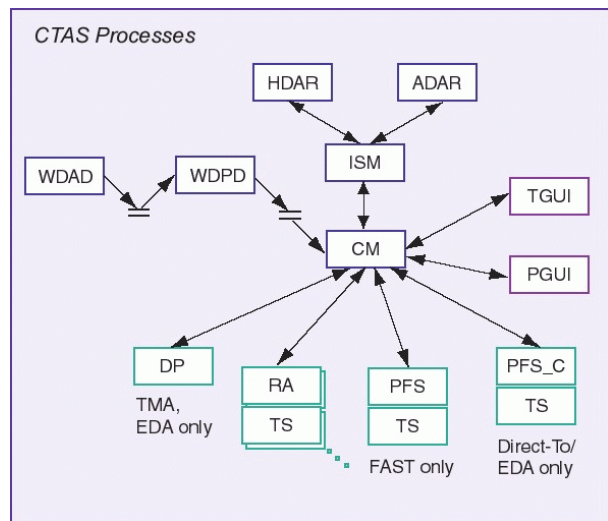 CTAS Processes
HDAR
ADAR
ISM
WDAD
WDPD
TGUI
CM
PGUI
DP
TMA,
EDA only
RA
TS
PFS
TS
FAST only
PFS_C
TS
Direct-To/
EDA only